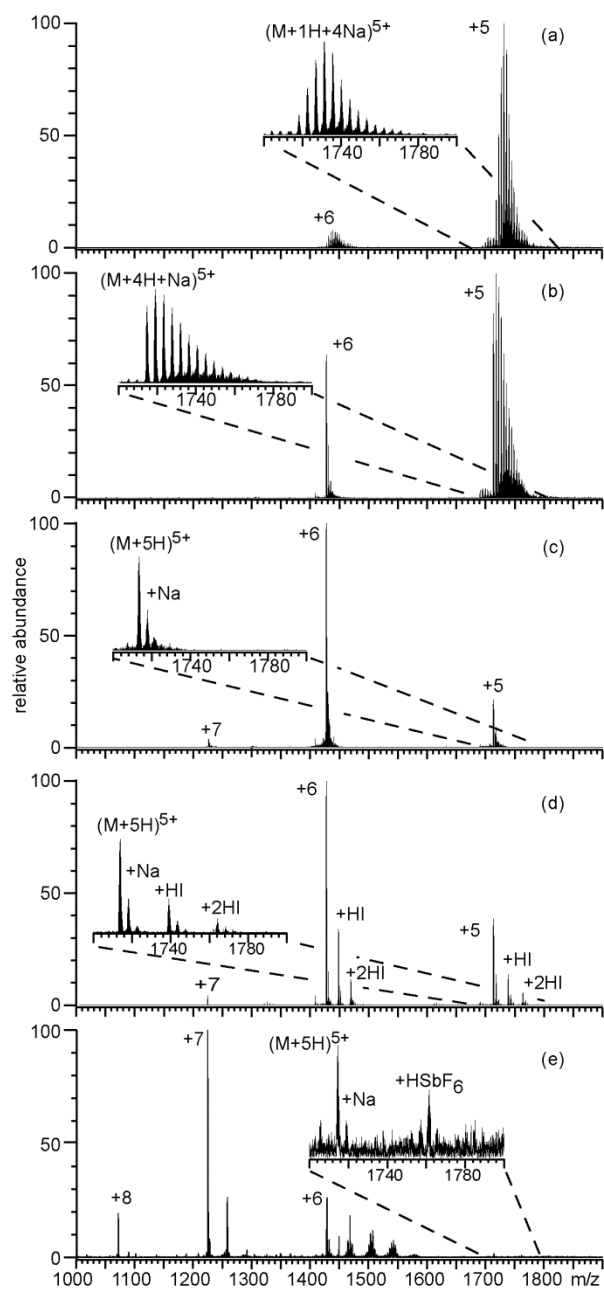 (M+1H+4Na)5+
+5
(a)
100
50
1740
1780
+6
0
(M+4H+Na)5+
+5
(b)
100
+6
50
1740
1780
0
(M+5H)5+
+6
(c)
100
+Na
50
1740
1780
+5
+7
0
relative abundance
(M+5H)5+
+6
(d)
100
+Na
+HI
+2HI
50
1740
1780
+HI
+5
+2HI
+HI
+2HI
+7
0
+7
(M+5H)5+
(e)
100
+Na
+HSbF6
50
1740
1780
+8
+6
0
1000 1100 1200 1300 1400 1500 1600 1700 m/z